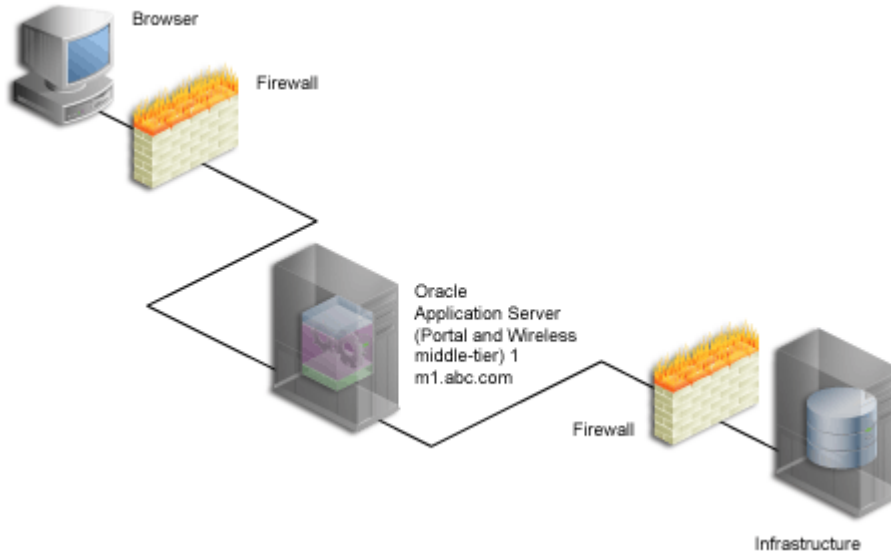 Browser
Firewall
Oracle
Application Server
(Portal and Wireless
middle-tier) 1
m1.abc.com
Firewall
Infrastructure